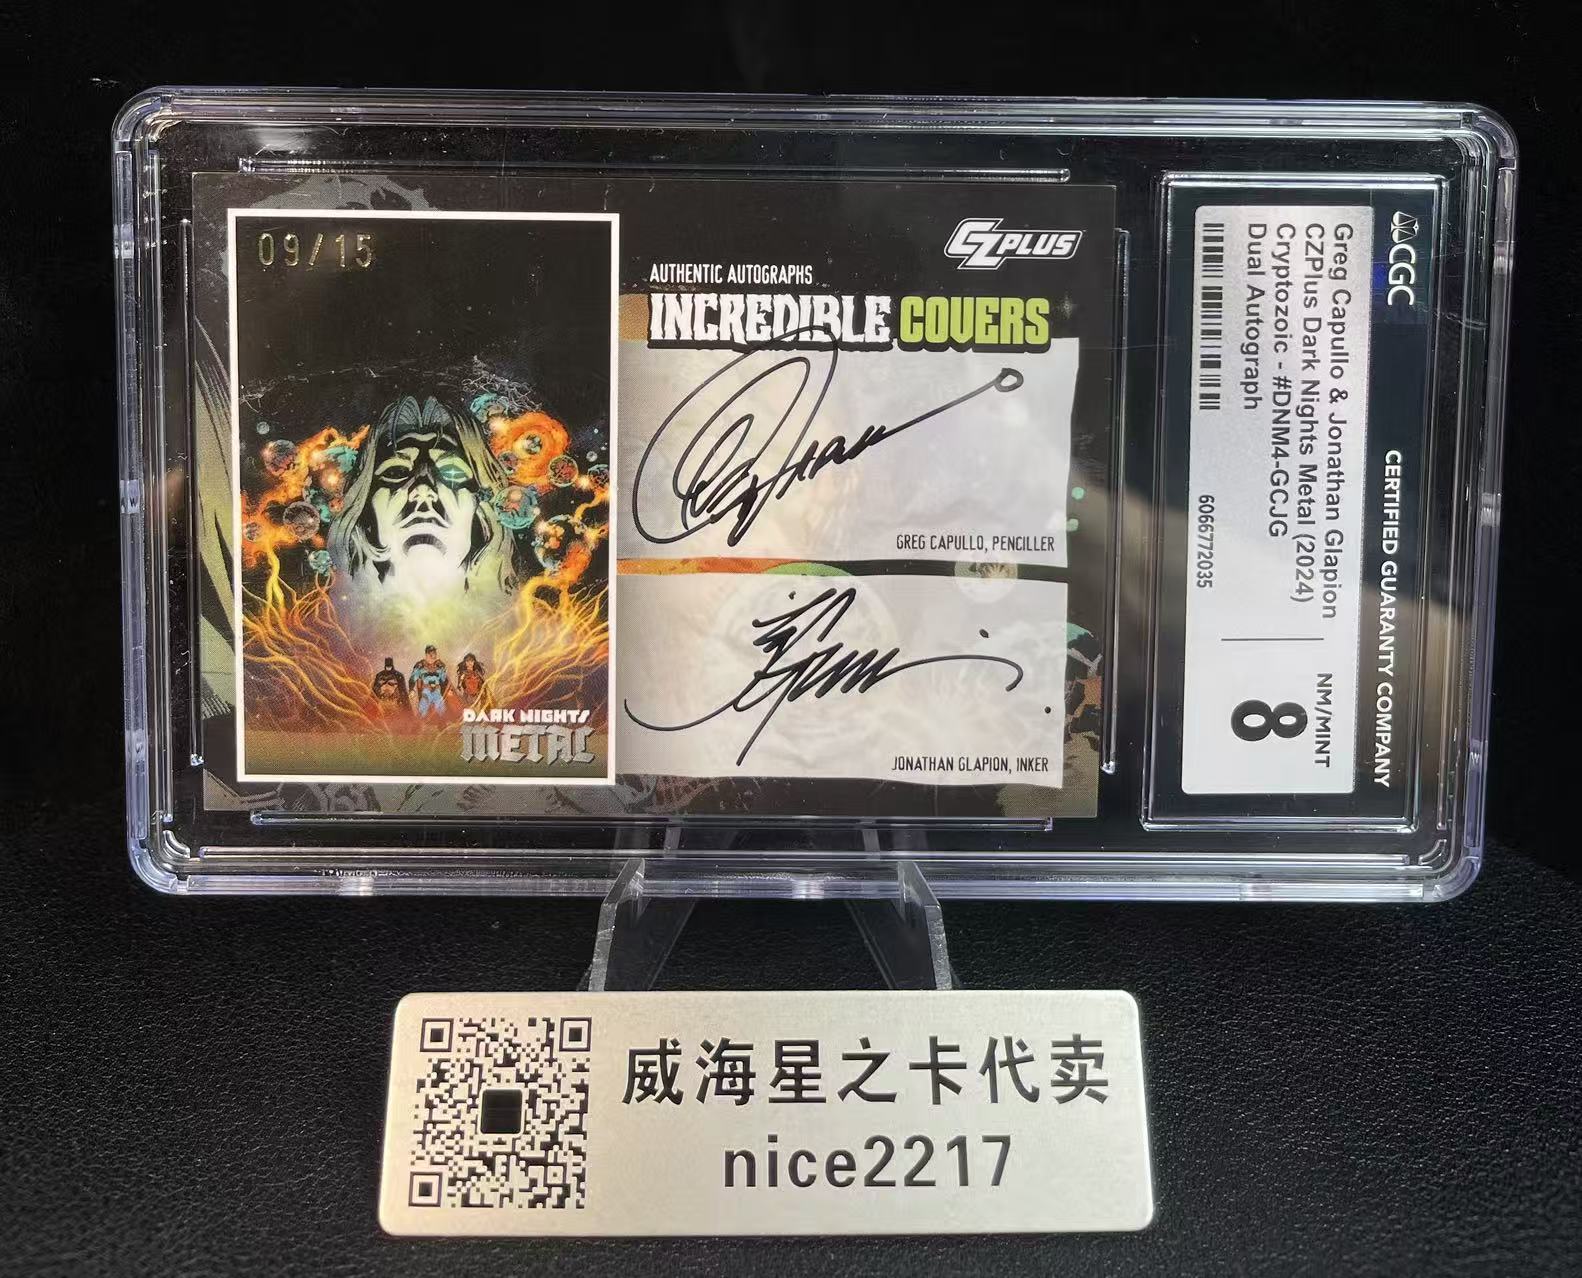 09/15
CZPLUS
AUTHENTIC AUTOGRAPHS
INCREDIBLE COVERS
GREG CAPULLO, PENCILLER
JONATHAN GLAPION, INKER
DARK NIGHTS
METAL
CGC
CERTIFIED GUARANTY COMPANY
Greg Capullo & Jonathan Glapion
CZPlus Dark Nights Metal (2024)
Cryptozoic - #DNM4-GCJG
Dual Autograph
6066772035
NM/MINT
8
威海星之卡代卖
nice2217